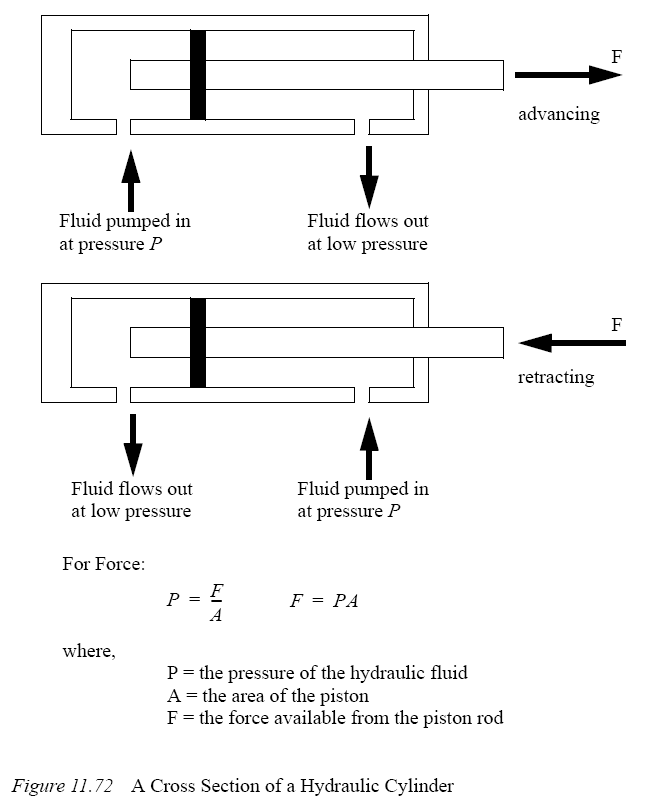 F
advancing
Fluid pumped in
at pressure P
Fluid flows out
at low pressure
F
retracting
Fluid flows out
at low pressure
Fluid pumped in
at pressure P
For Force:
P = F/A F = PA
where,
P = the pressure of the hydraulic fluid
A = the area of the piston
F = the force available from the piston rod
Figure 11.72 A Cross Section of a Hydraulic Cylinder